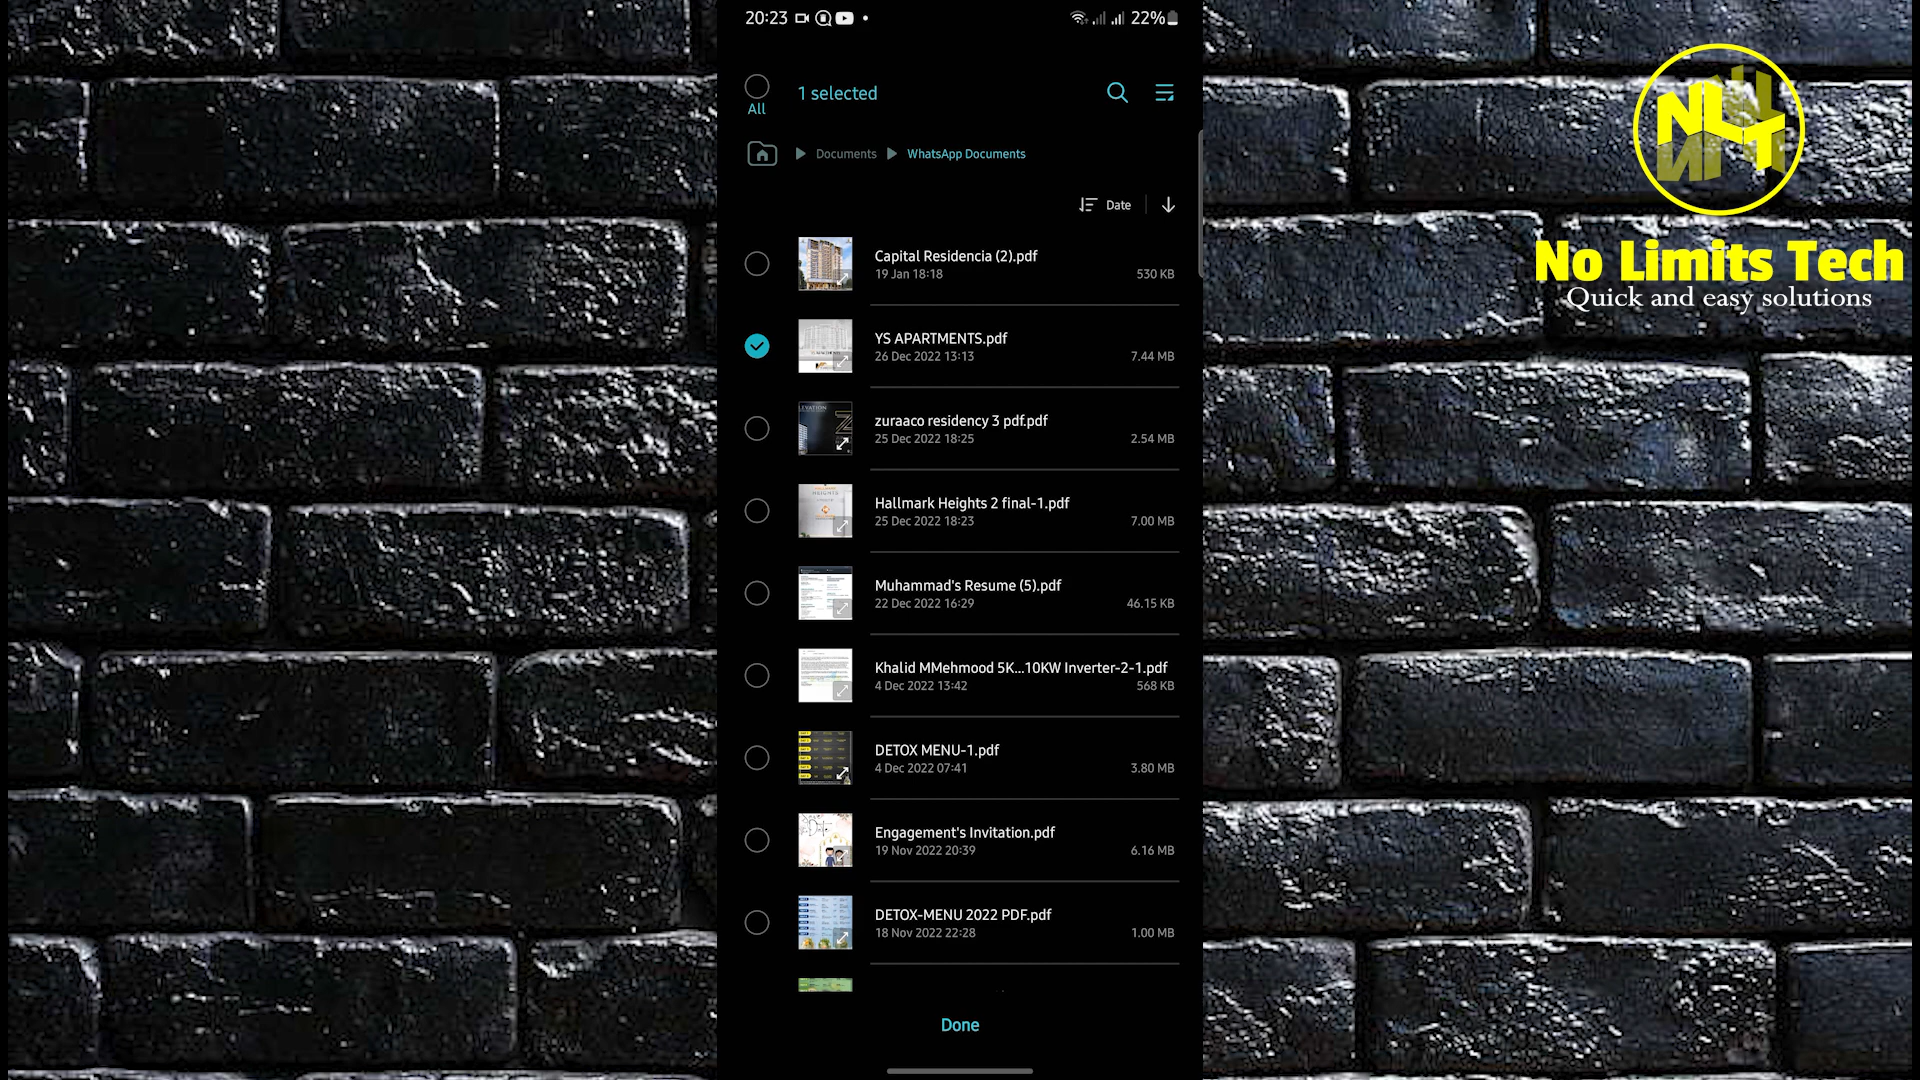 20:23
22%
All
1 selected
Documents
WhatsApp Documents
Date
Capital Residencia (2).pdf
19 Jan 18:18
530 KB
YS APARTMENTS.pdf
26 Dec 2022 13:13
7.44 MB
zuraaco residency 3 pdf.pdf
25 Dec 2022 18:25
2.54 MB
Hallmark Heights 2 final-1.pdf
25 Dec 2022 18:23
7.00 MB
Muhammad's Resume (5).pdf
22 Dec 2022 16:29
46.15 KB
Khalid MMehmood 5K...10KW Inverter-2-1.pdf
4 Dec 2022 13:42
568 KB
DETOX MENU-1.pdf
4 Dec 2022 07:41
3.80 MB
Engagement's Invitation.pdf
19 Nov 2022 20:39
6.16 MB
DETOX-MENU 2022 PDF.pdf
18 Nov 2022 22:28
1.00 MB
Done
NLT
No Limits Tech
Quick and easy solutions